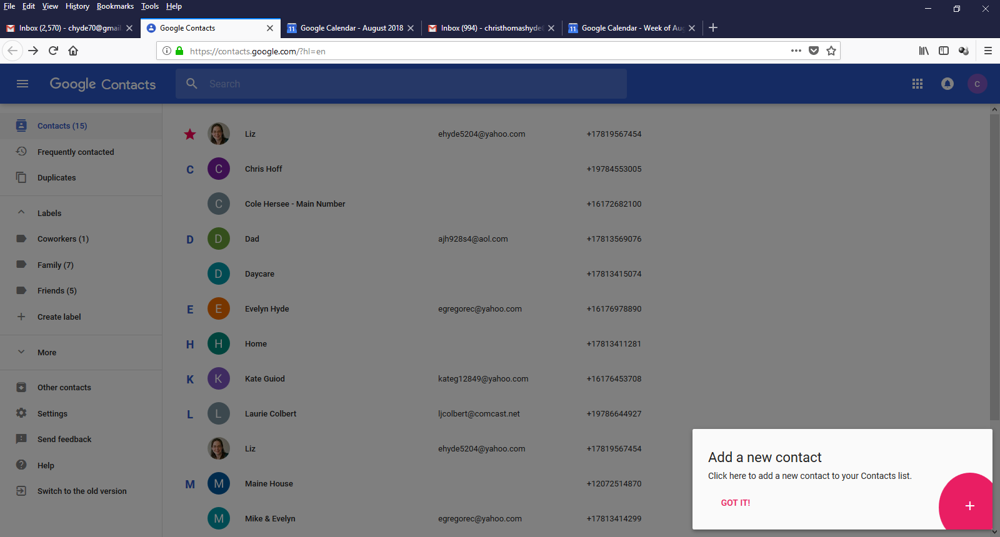 File Edit View History Bookmarks Tools Help
Inbox (2,570) - chyde70@gmail Google Contacts Google Calendar - August 2018 Inbox (994) - christhomashyde Google Calendar - Week of Au
https://contacts.google.com/?hl=en
Google Contacts Search C
Contacts (15)
Frequently contacted
Duplicates
Labels
Coworkers (1)
Family (7)
Friends (5)
Create label
More
Other contacts
Settings
Send feedback
Help
Switch to the old version
Liz ehyde5204@yahoo.com +17819567454
C C Chris Hoff +19784553005
C Cole Hersee - Main Number +16172682100
D D Dad ajh928s4@aol.com +17813569076
D Daycare +17813415074
E E Evelyn Hyde egregorec@yahoo.com +16176978890
H H Home +17813411281
K K Kate Guiod kateg12849@yahoo.com +16176453708
L L Laurie Colbert ljcolbert@comcast.net +19786644927
Liz ehyde5204@yahoo.com +17819567454
M M Maine House +12072514870
M Mike & Evelyn egregorec@yahoo.com +17813414299
Add a new contact
Click here to add a new contact to your Contacts list.
GOT IT!